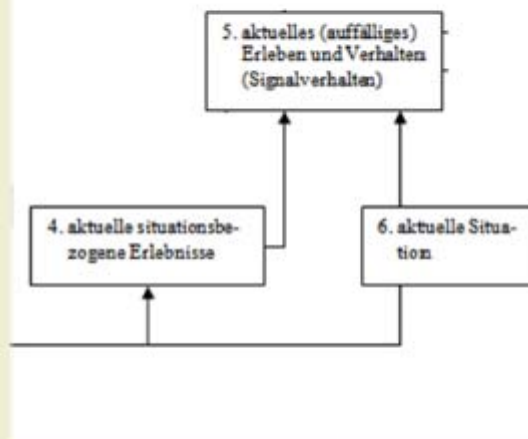 5. aktuelles (auffälliges)
Erleben und Verhalten
(Signalverhalten)
4. aktuelle situationsbe-
zogene Erlebnisse
6. aktuelle Situa-
tion